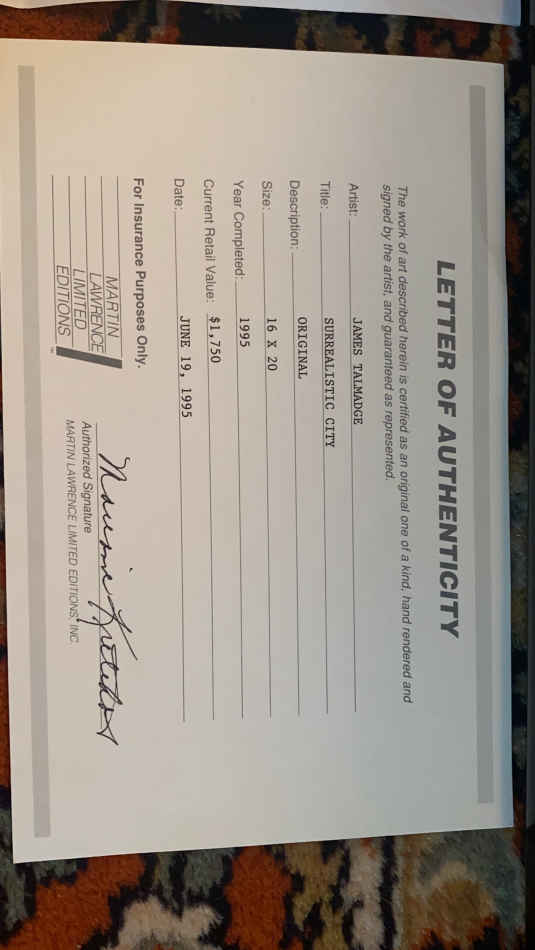 LETTER OF AUTHENTICITY
The work of art described herein is certified as an original one of a kind, hand rendered and
signed by the artist, and guaranteed as represented.
Artist: JAMES TALMADGE
Title: SURREALISTIC CITY
Description: ORIGINAL
Size: 16 X 20
Year Completed: 1995
Current Retail Value: $1,750
Date: JUNE 19, 1995
For Insurance Purposes Only.
MARTIN
LAWRENCE
LIMITED
EDITIONS™
Authorized Signature
MARTIN LAWRENCE LIMITED EDITIONS, INC.